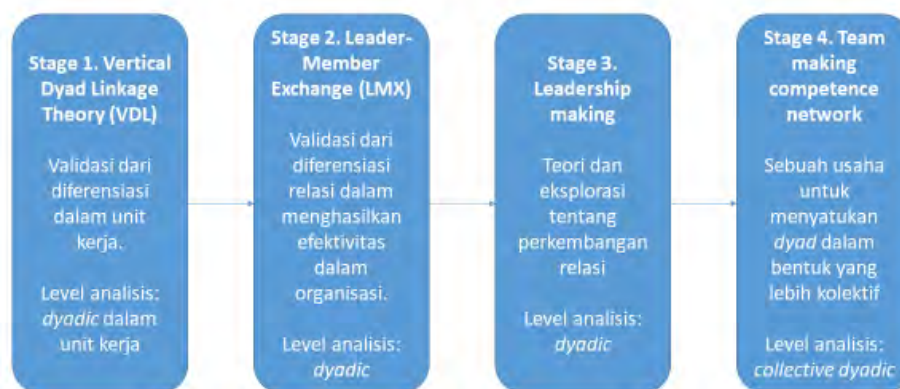 Stage 1. Vertical
Dyad Linkage
Theory (VDL)
Validasi dari
diferensiasi
dalam unit
kerja.
Level analisis:
dyadic dalam
unit kerja
Stage 2. Leader-
Member
Exchange (LMX)
Validasi dari
diferensiasi
relasi dalam
menghasilkan
efektivitas
dalam
organisasi.
Level analisis:
dyadic
Stage 3.
Leadership
making
Teori dan
eksplorasi
tentang
perkembangan
relasi
Level analisis:
dyadic
Stage 4. Team
making
competence
network
Sebuah usaha
untuk
menyatukan
dyad dalam
bentuk yang
lebih kolektif
Level analisis:
collective dyadic